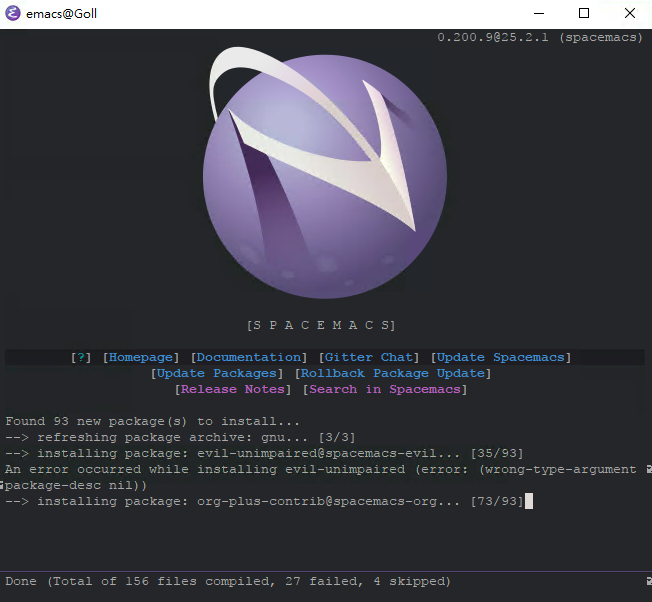 emacs@Goll
0.200.9@25.2.1 (spacemacs)
[S P A C E M A C S]
[?] [Homepage] [Documentation] [Gitter Chat] [Update Spacemacs]
[Update Packages] [Rollback Package Update]
[Release Notes] [Search in Spacemacs]
Found 93 new package(s) to install...
--> refreshing package archive: gnu... [3/3]
--> installing package: evil-unimpaired@spacemacs-evil... [35/93]
An error occurred while installing evil-unimpaired (error: (wrong-type-argument
package-desc nil))
--> installing package: org-plus-contrib@spacemacs-org... [73/93]
Done (Total of 156 files compiled, 27 failed, 4 skipped)